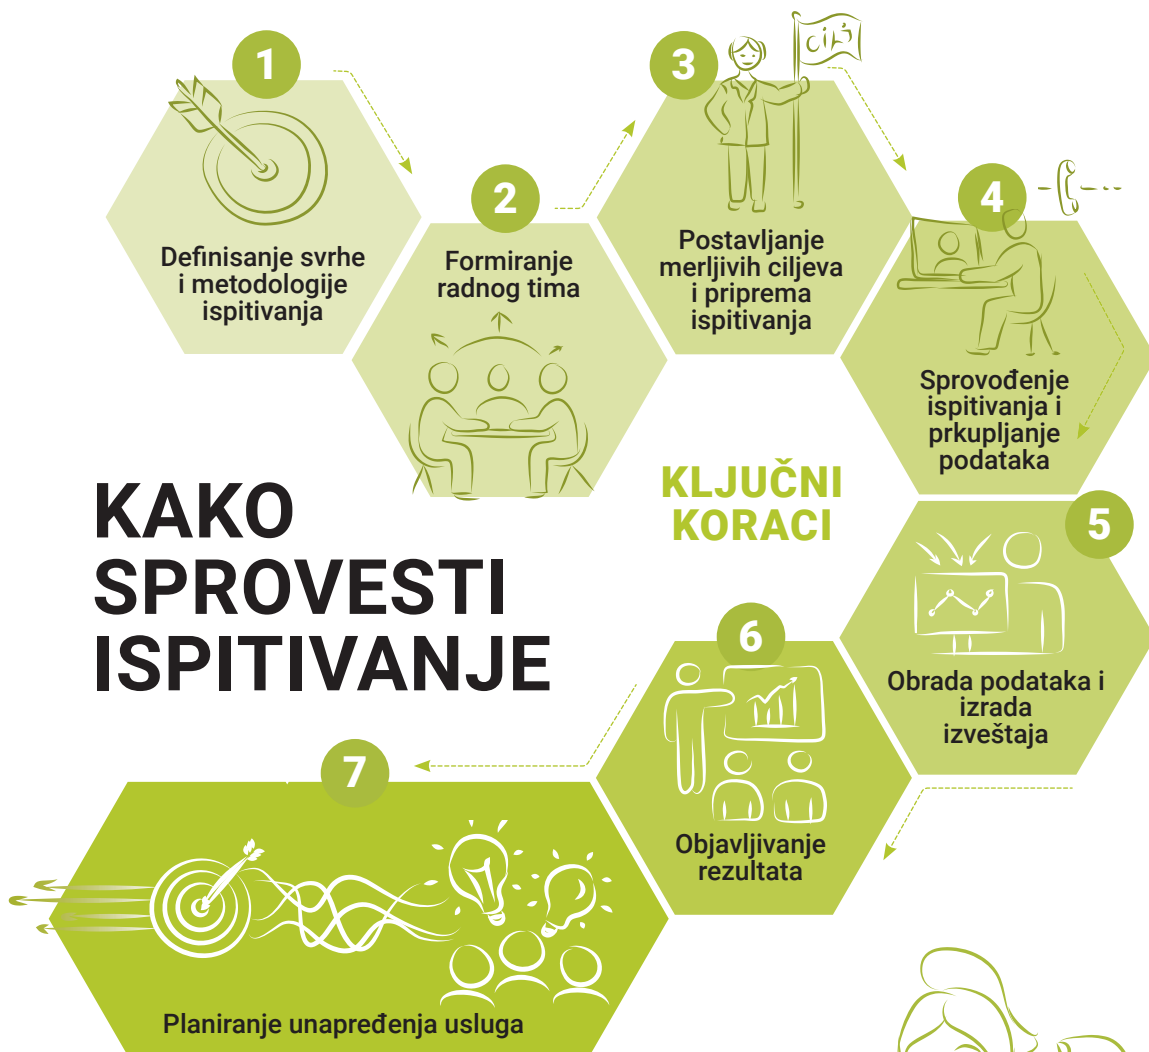 1
Definisanje svrhe
i metodologije
ispitivanja
2
Formiranje
radnog tima
3
CILJ
Postavljanje
merljivih ciljeva
i priprema
ispitivanja
4
Sprovođenje
ispitivanja i
prkupljanje
podataka
KAKO
SPROVESTI
ISPITIVANJE
KLJUČNI
KORACI
5
Obrada podataka i
izrada
izveštaja
6
Objavljivanje
rezultata
7
Planiranje unapređenja usluga